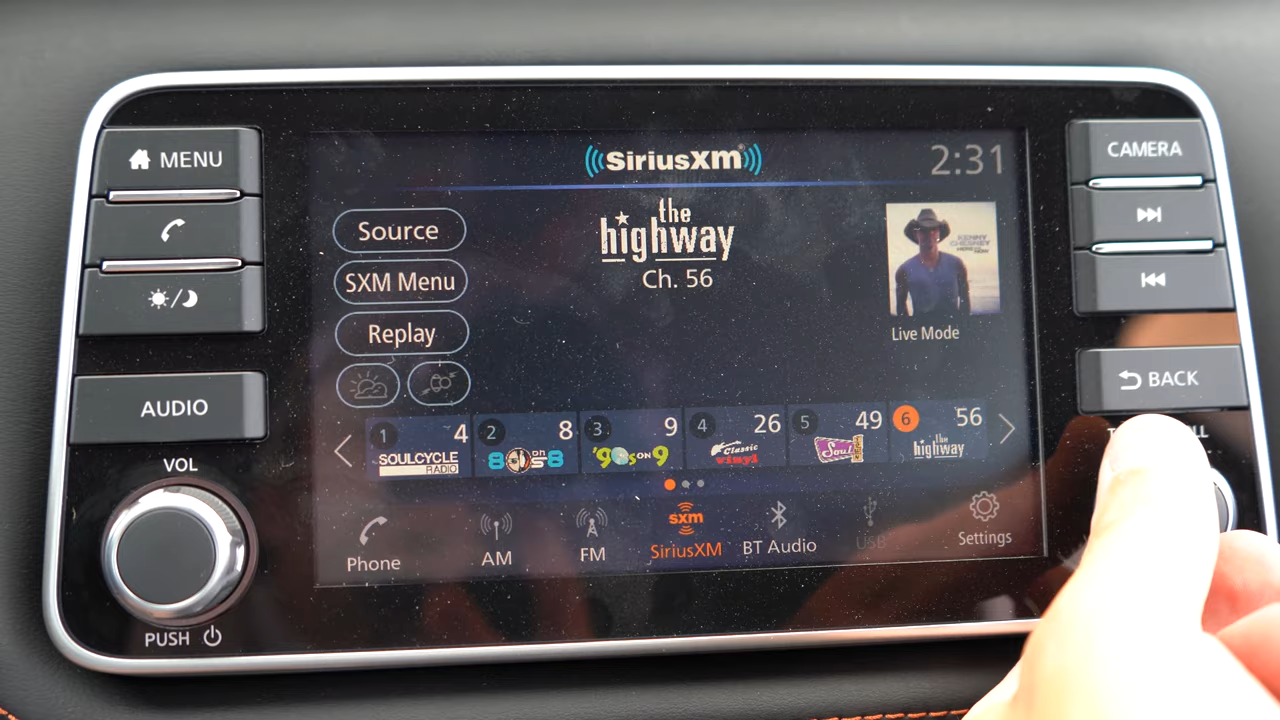 MENU
AUDIO
VOL
PUSH
SiriusXM
2:31
Source
SXM Menu
Replay
the
highway
Ch. 56
KENNY
CHESNEY
Live Mode
1 4
SOULCYCLE
RADIO
2 8
80s on 8
3 9
'90s ON 9
4 26
Classic
vinyl
5 49
Soul
6 56
the
highway
Phone
AM
FM
sxm
SiriusXM
BT Audio
USB
Settings
CAMERA
BACK